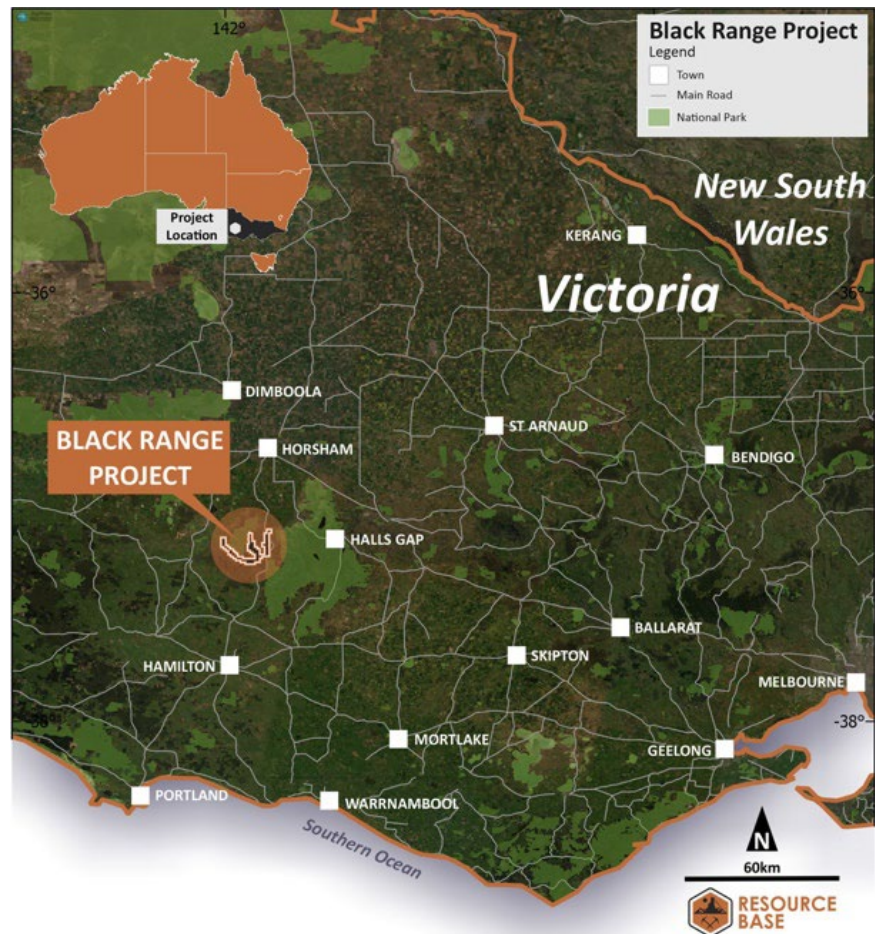 142°
Black Range Project
Legend
Town
Main Road
National Park
New South
Wales
Project
Location
KERANG
-36°
-36°
Victoria
DIMBOOLA
ST ARNAUD
BLACK RANGE
PROJECT
HORSHAM
BENDIGO
HALLS GAP
BALLARAT
SKIPTON
HAMILTON
MELBOURNE
-38°
-38°
MORTLAKE
GEELONG
PORTLAND
WARRNAMBOOL
Southern Ocean
N
60km
RESOURCE
BASE